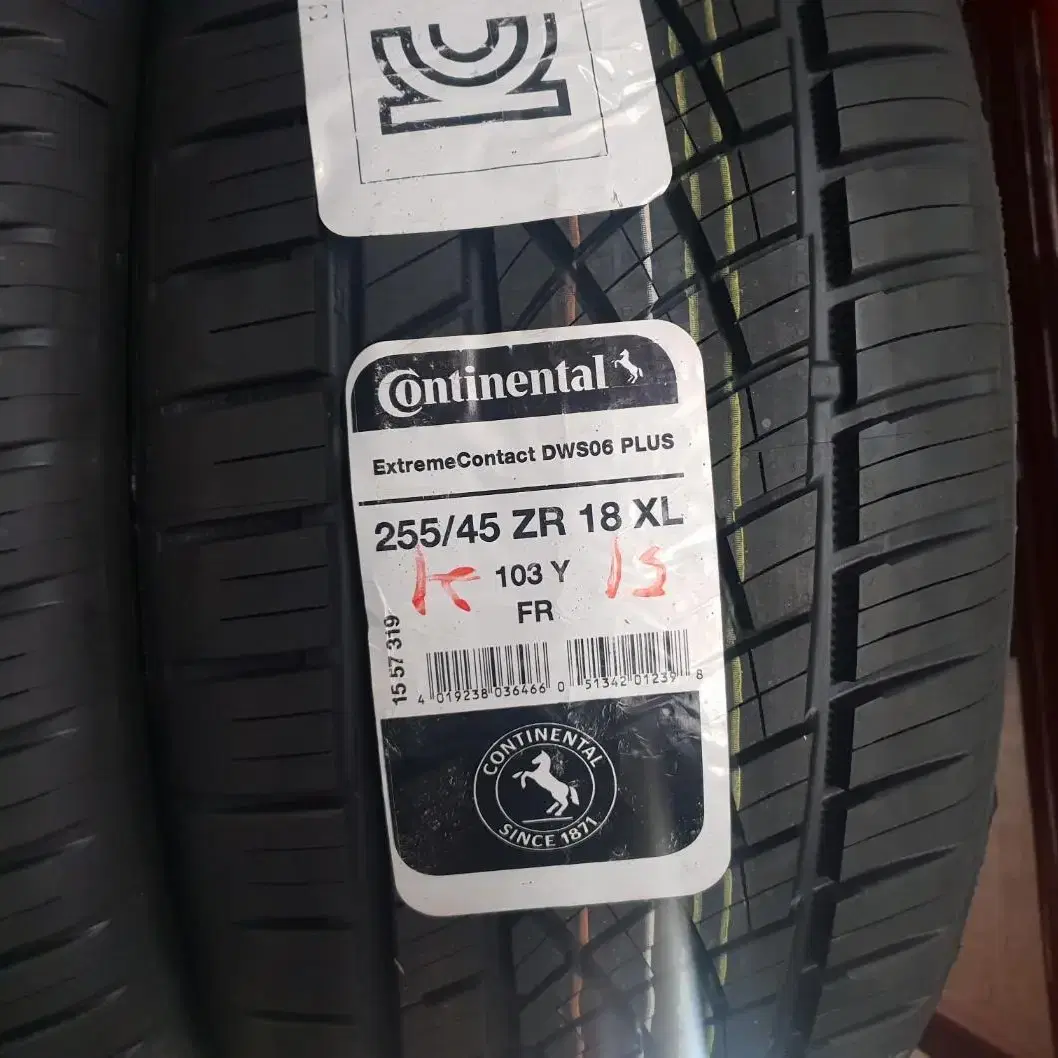 Continental
ExtremeContact DWS06 PLUS
255/45 ZR 18 XL
103 Y
FR
15 57 319
4 019238 036466 0 51342 01239 8
CONTINENTAL
SINCE 1871